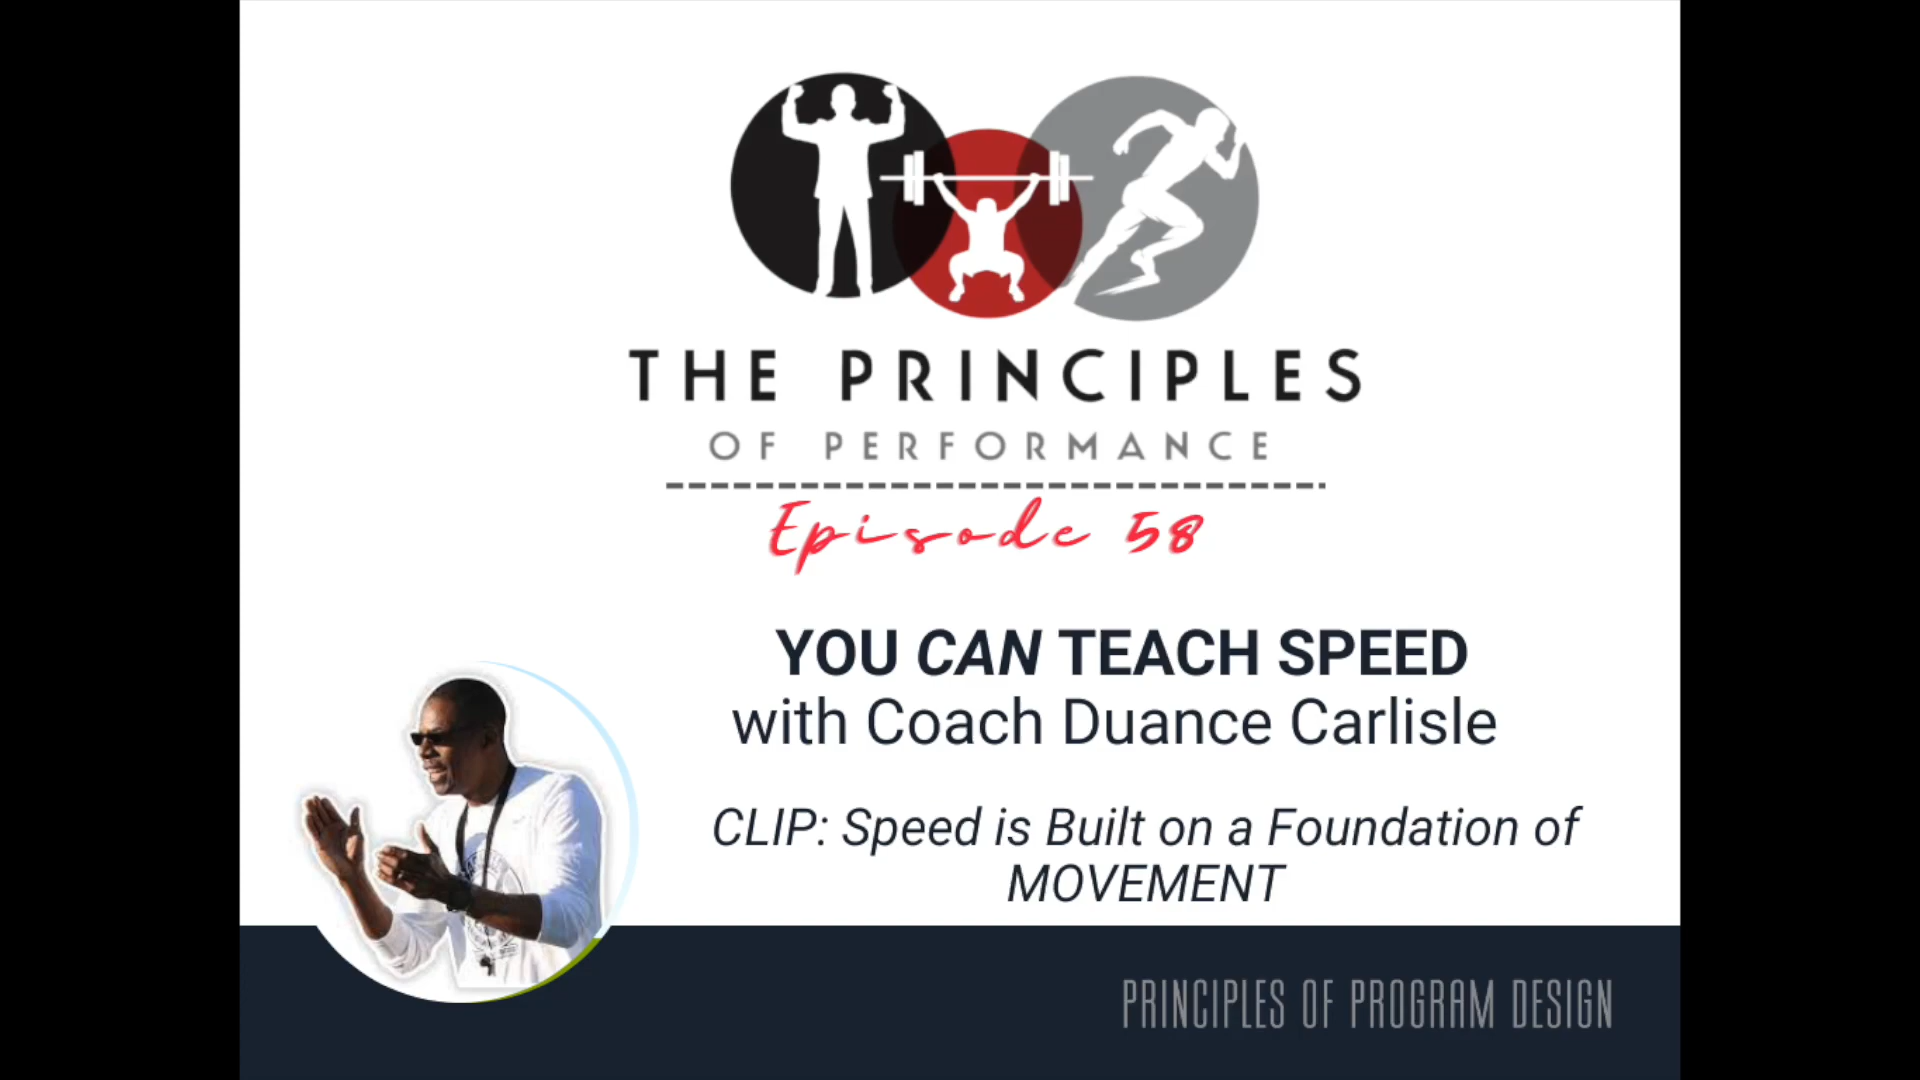 THE PRINCIPLES
OF PERFORMANCE
Episode 58
YOU CAN TEACH SPEED
with Coach Duance Carlisle
CLIP: Speed is Built on a Foundation of
MOVEMENT
PRINCIPLES OF PROGRAM DESIGN